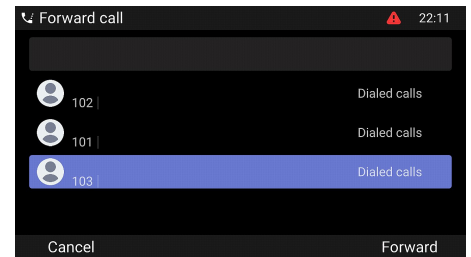 Forward call 22:11
102 | Dialed calls
101 | Dialed calls
103 | Dialed calls
Cancel Forward